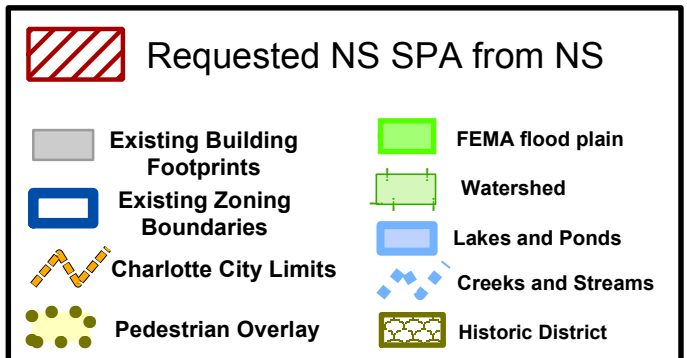 Requested NS SPA from NS
Existing Building
Footprints
Existing Zoning
Boundaries
Charlotte City Limits
Pedestrian Overlay
FEMA flood plain
Watershed
Lakes and Ponds
Creeks and Streams
Historic District